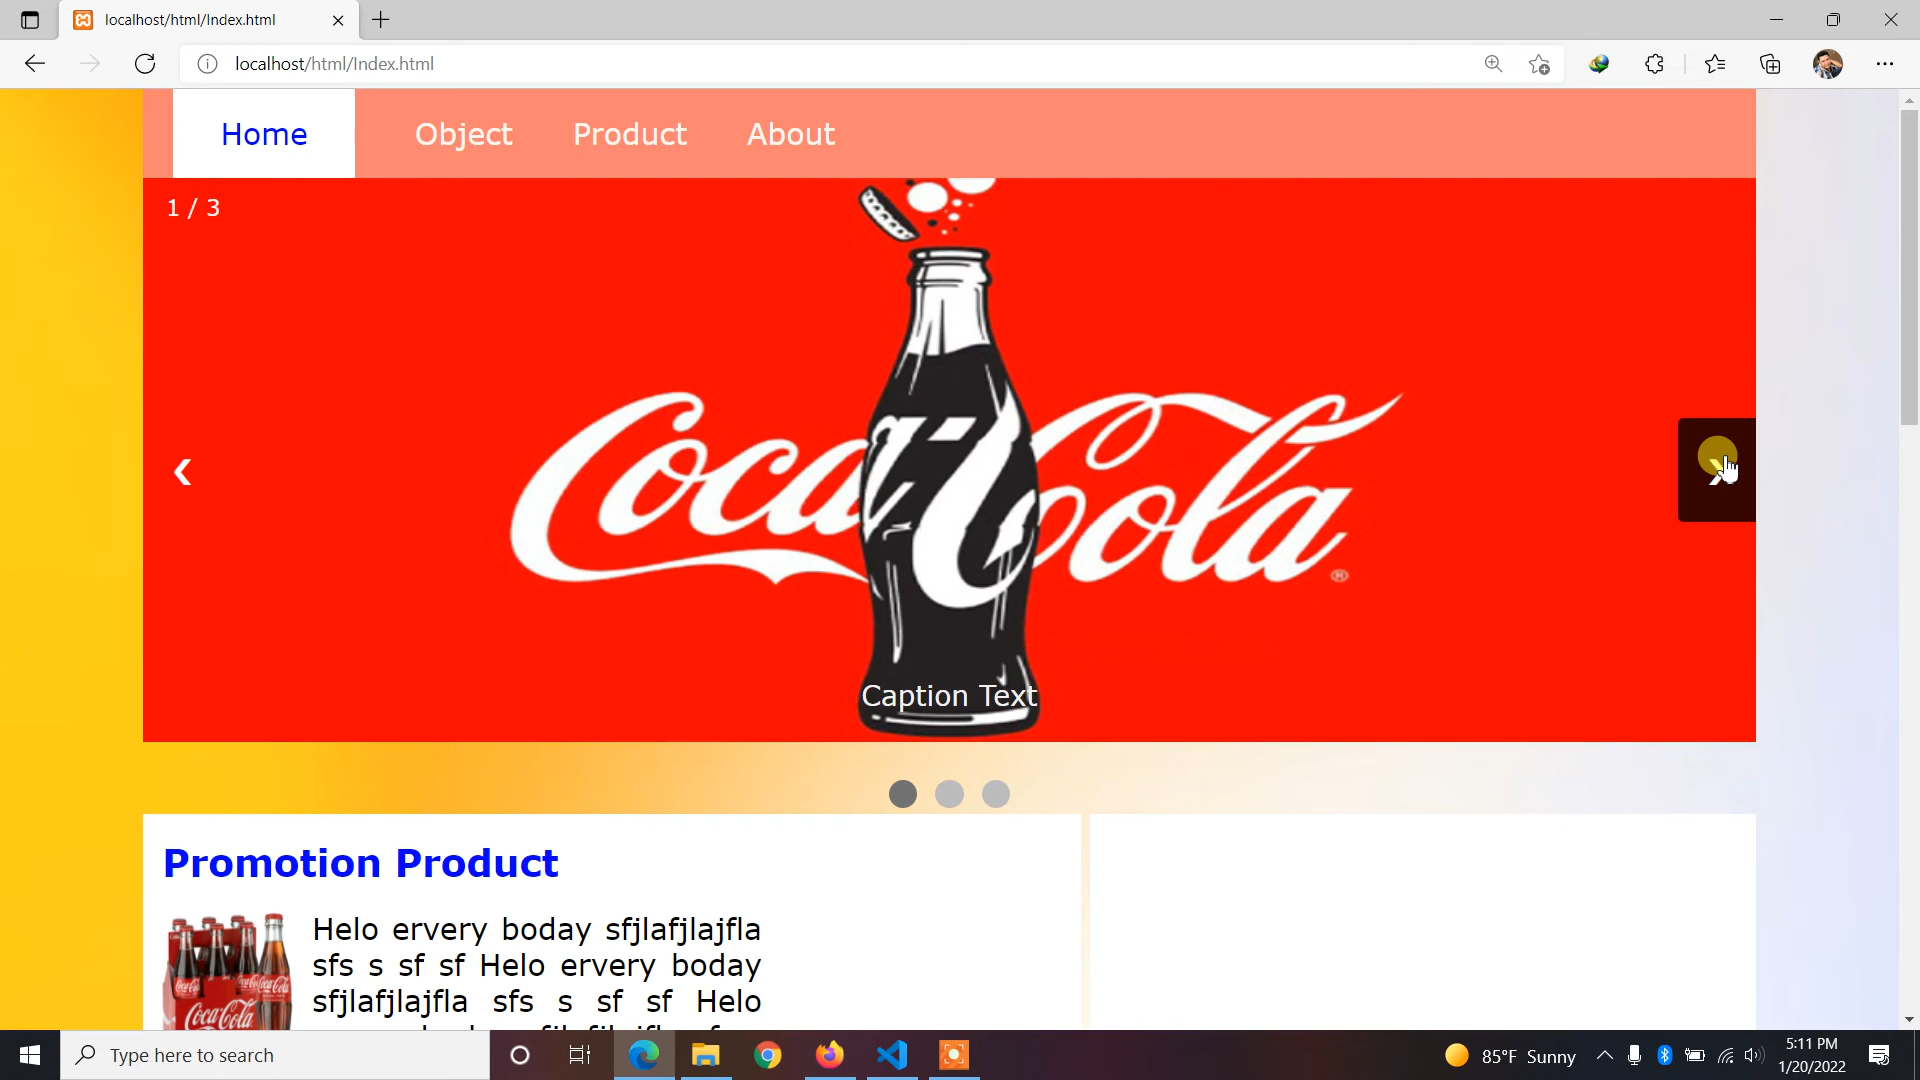 localhost/html/Index.html
localhost/html/Index.html
Home Object Product About
1 / 3
Coca-Cola ®
Caption Text
Promotion Product
Helo ervery boday sfjlafjlajfla
sfs s sf sf Helo ervery boday
sfjlafjlajfla sfs s sf sf Helo
Coca-Cola
Type here to search
85°F Sunny
5:11 PM
1/20/2022